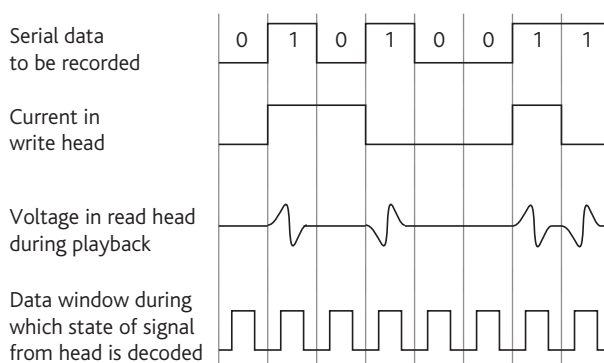 Serial data
to be recorded
0 1 0 1 0 0 1 1
Current in
write head
Voltage in read head
during playback
Data window during
which state of signal
from head is decoded